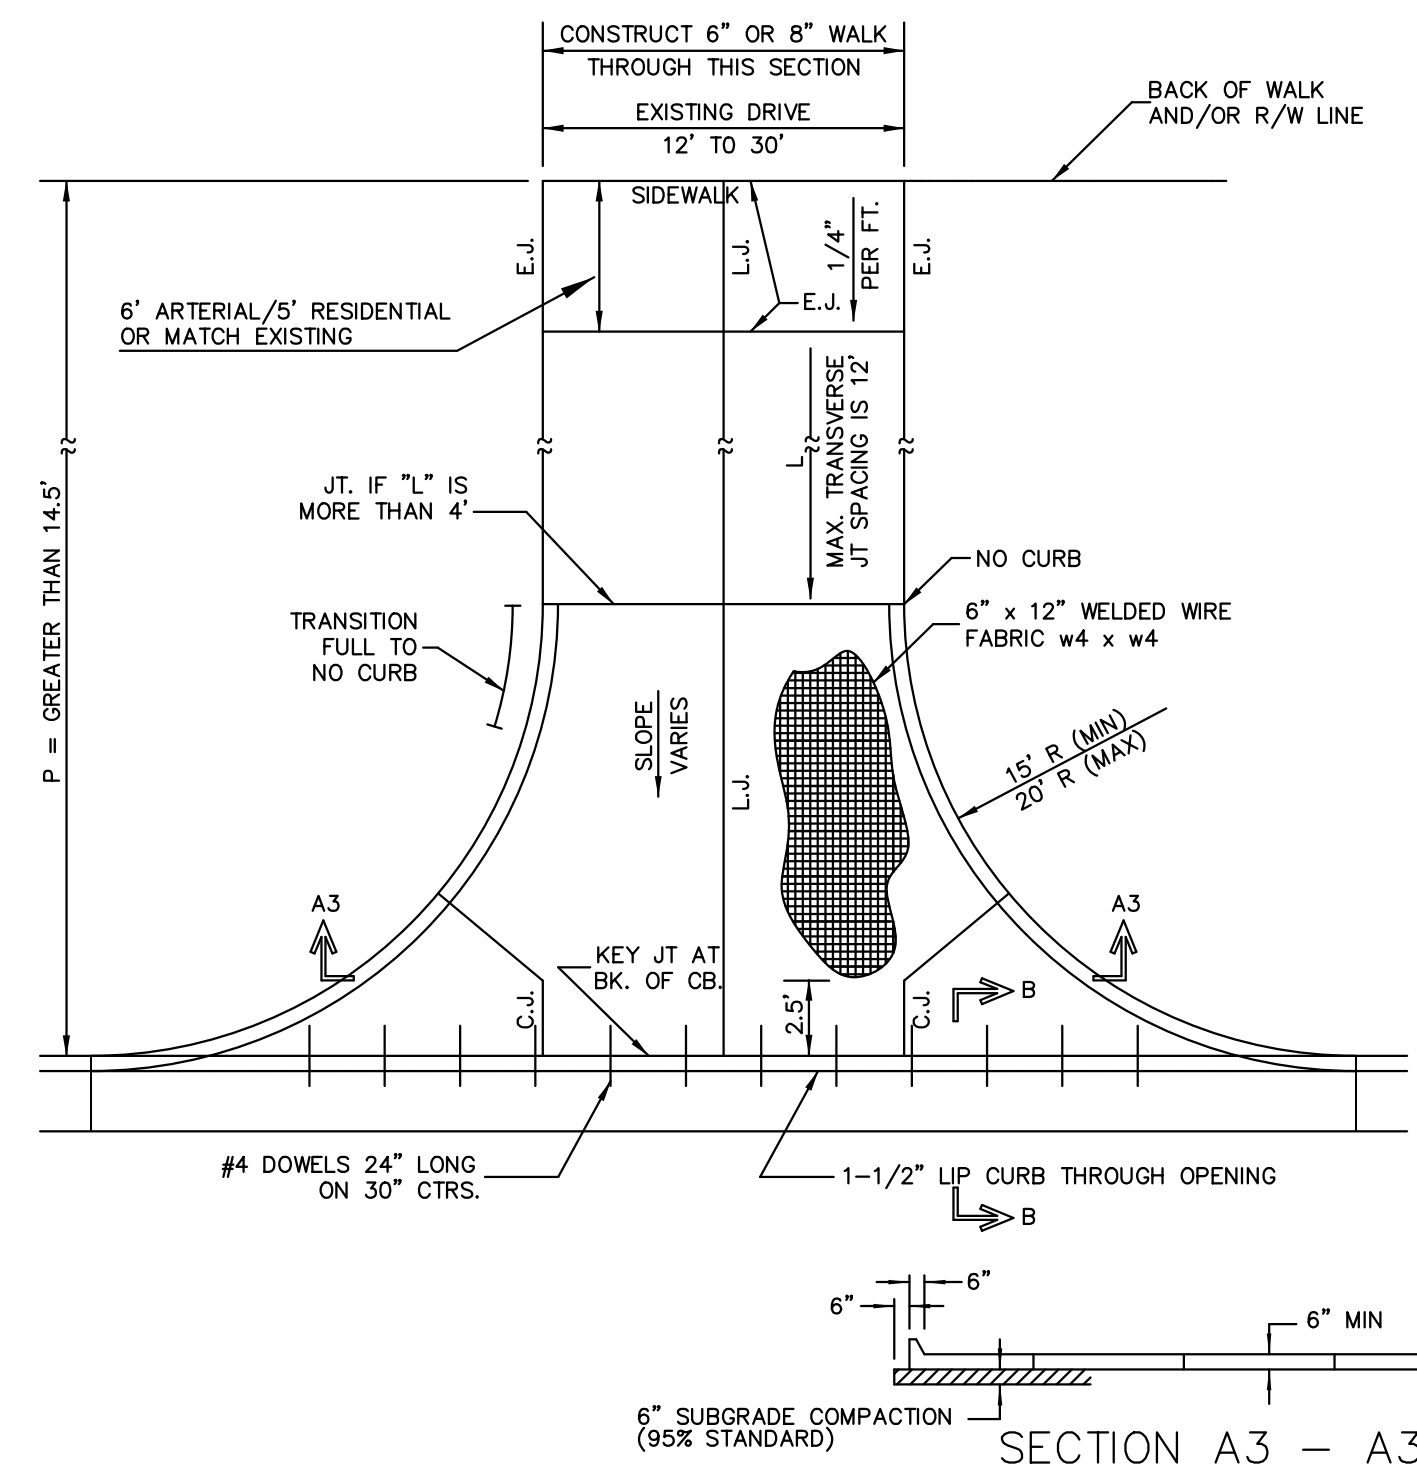 CONSTRUCT 6" OR 8" WALK
THROUGH THIS SECTION
EXISTING DRIVE
12' TO 30'
BACK OF WALK
AND/OR R/W LINE
SIDEWALK
E.J.
L.J.
1/4"
PER FT.
E.J.
E.J.
6' ARTERIAL/5' RESIDENTIAL
OR MATCH EXISTING
P = GREATER THAN 14.5'
L
MAX. TRANSVERSE
JT SPACING IS 12'
JT. IF "L" IS
MORE THAN 4'
NO CURB
TRANSITION
FULL TO
NO CURB
6" x 12" WELDED WIRE
FABRIC w4 x w4
SLOPE
VARIES
L.J.
15' R (MIN)
20' R (MAX)
A3
A3
KEY JT AT
BK. OF CB.
C.J.
2.5'
C.J.
B
#4 DOWELS 24" LONG
ON 30" CTRS.
1-1/2" LIP CURB THROUGH OPENING
B
6"
6"
6" MIN
6" SUBGRADE COMPACTION
(95% STANDARD)
SECTION A3 - A3